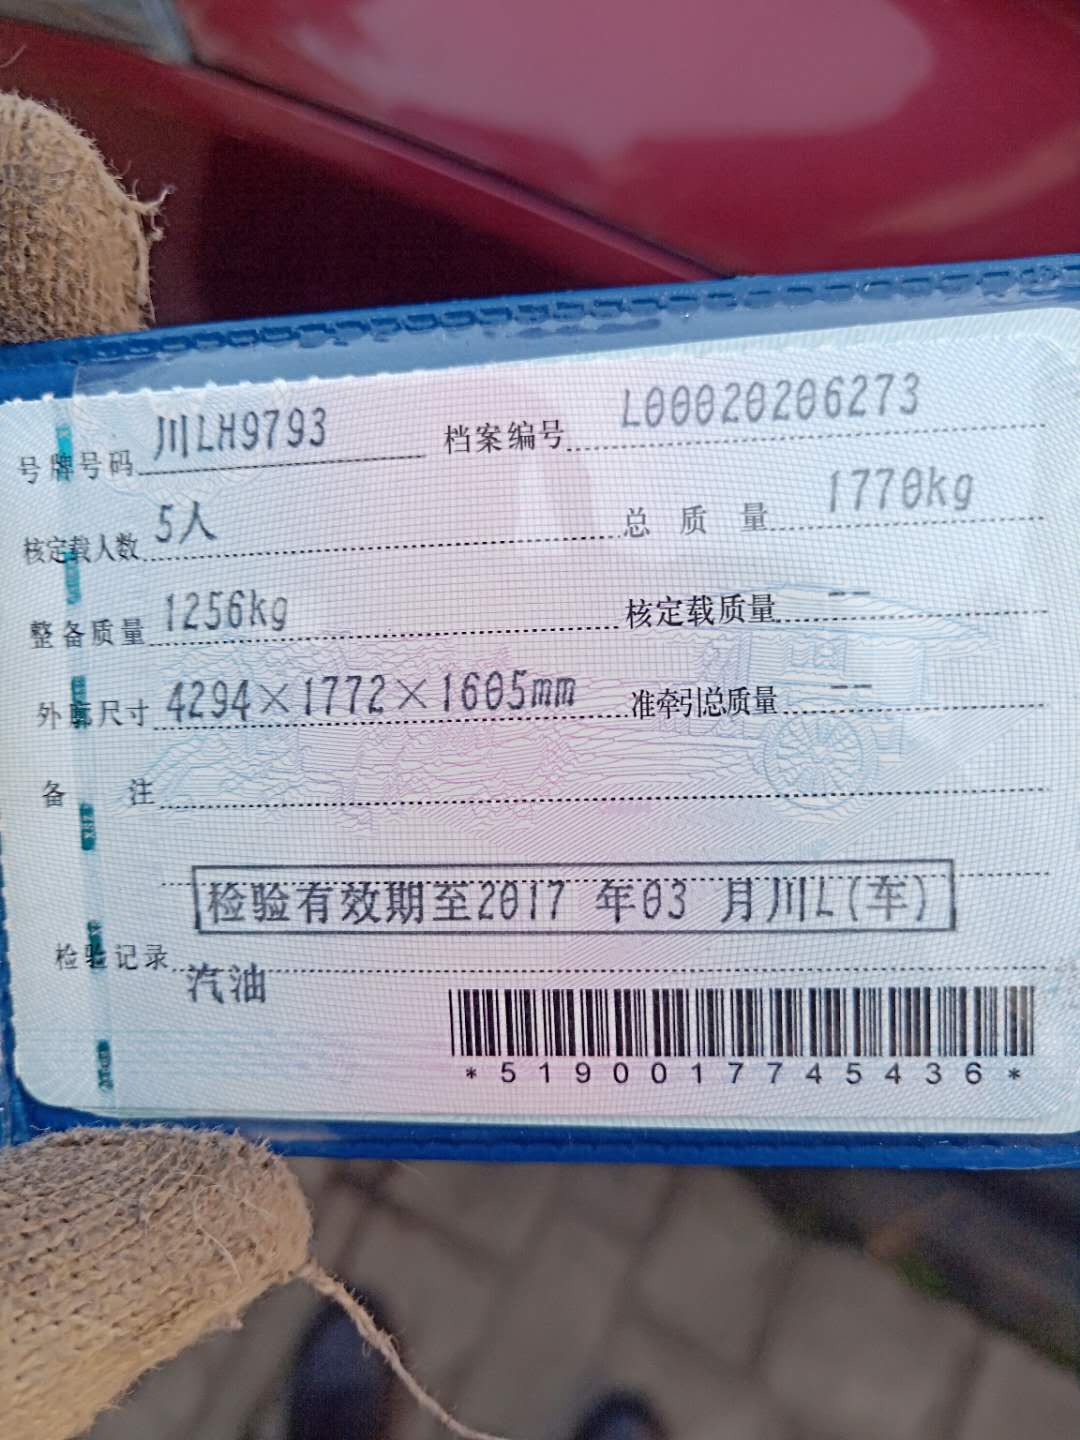 号牌号码 川LH9793 档案编号 L00020206273
核定载人数 5人 总质量 1770kg
整备质量 1256kg 核定载质量 --
外廓尺寸 4294×1772×1605mm 准牵引总质量 --
备注
检验有效期至2017 年03 月川L(车)
检验记录
汽油
*5190017745436*